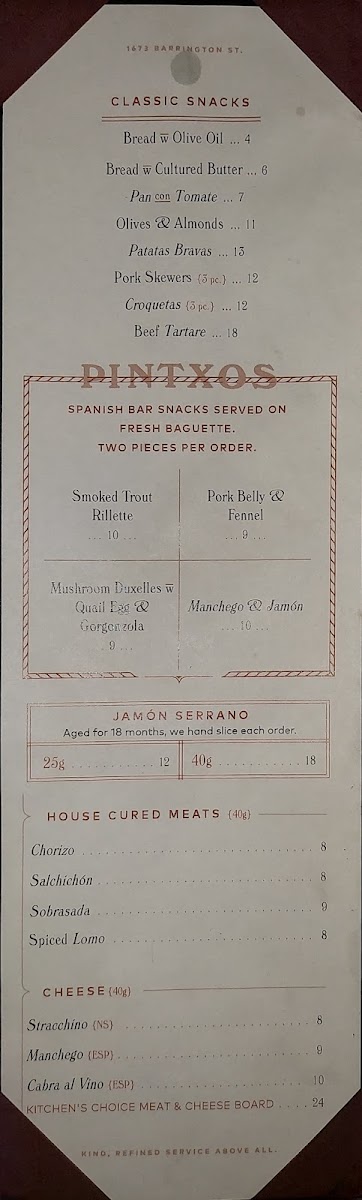 1673 BARRINGTON ST.
CLASSIC SNACKS
Bread w̅ Olive Oil ... 4
Bread w̅ Cultured Butter ... 6
Pan con Tomate ... 7
Olives & Almonds ... 11
Patatas Bravas ... 13
Pork Skewers (3 pc.) ... 12
Croquetas (3 pc.) ... 12
Beef Tartare ... 18
PINTXOS
SPANISH BAR SNACKS SERVED ON
FRESH BAGUETTE.
TWO PIECES PER ORDER.
Smoked Trout
Rillette
... 10 ...
Pork Belly &
Fennel
... 9 ...
Mushroom Duxelles w̅
Quail Egg &
Gorgonzola
... 9 ...
Manchego & Jamón
... 10 ...
JAMÓN SERRANO
Aged for 18 months, we hand slice each order.
25g ........... 12
40g ........... 18
HOUSE CURED MEATS (40g)
Chorizo ........... 8
Salchichón ........... 8
Sobrasada ........... 9
Spiced Lomo ........... 8
CHEESE (40g)
Stracchino (NS) ........... 8
Manchego (ESP) ........... 9
Cabra al Vino (ESP) ........... 10
KITCHEN'S CHOICE MEAT & CHEESE BOARD .... 24
KIND, REFINED SERVICE ABOVE ALL.